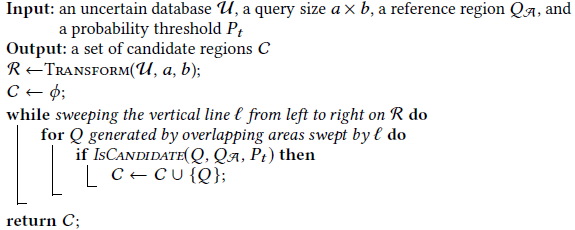 Input: an uncertain database 𝒰, a query size a × b, a reference region Q_𝒜, and
a probability threshold P_t
Output: a set of candidate regions C
ℛ ←TRANSFORM(𝒰, a, b);
C ← ϕ;
while sweeping the vertical line ℓ from left to right on ℛ do
for Q generated by overlapping areas swept by ℓ do
if ISCANDIDATE(Q, Q_𝒜, P_t) then
C ← C ∪ {Q};
return C;